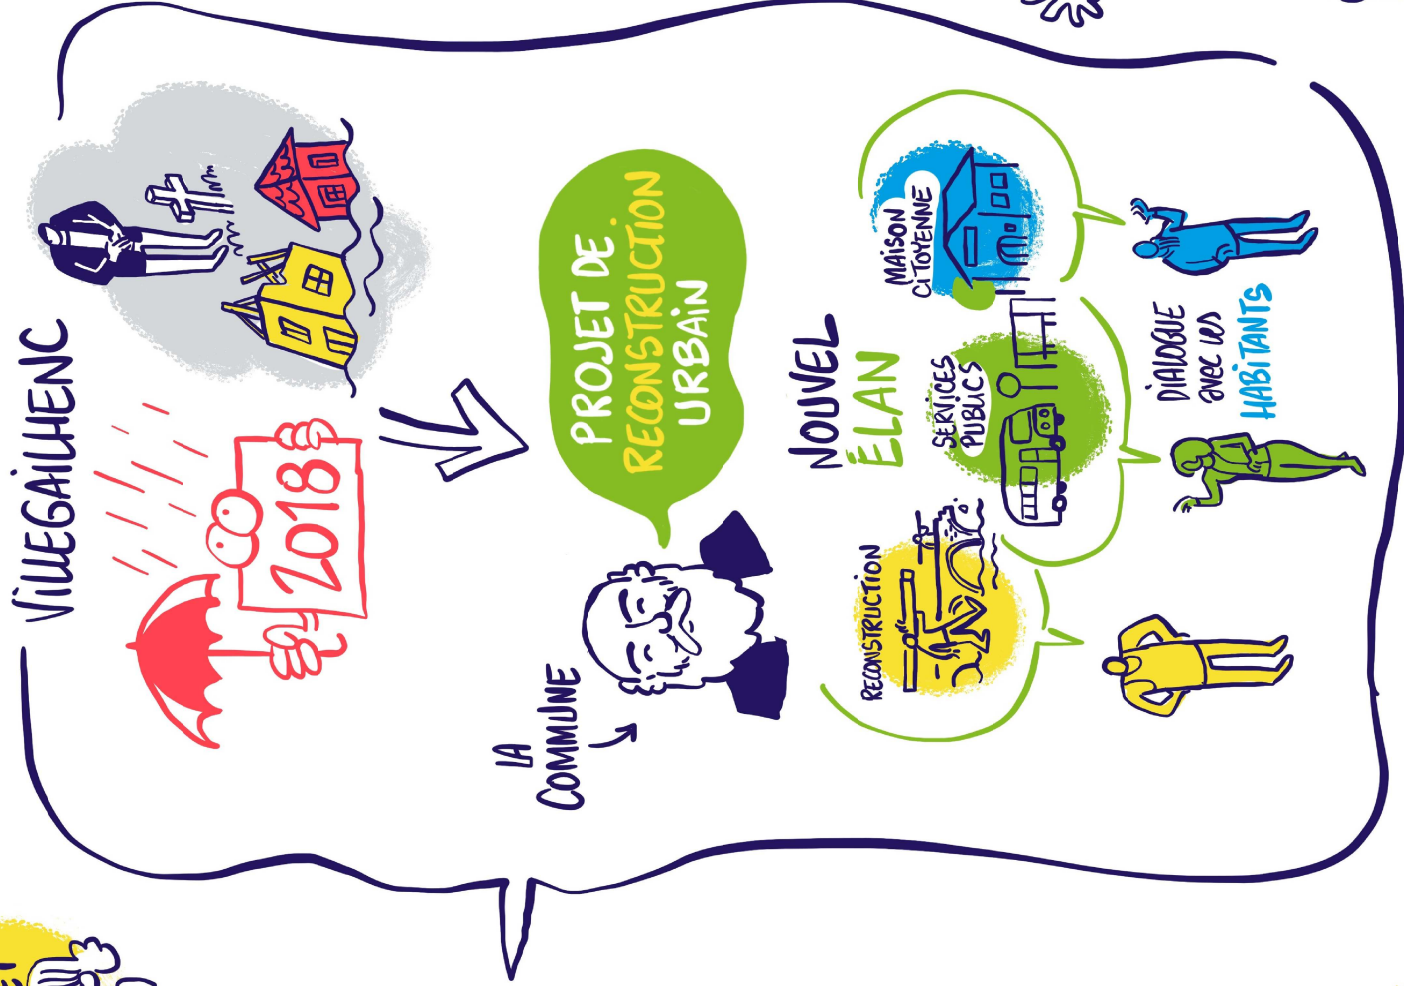 VILLEGAILHENC
2018
LA
COMMUNE
PROJET DE
RECONSTRUCTION
URBAIN
NOUVEL
ÉLAN
RECONSTRUCTION
SERVICES
PUBLICS
MAISON
CITOYENNE
DIALOGUE
avec les
HABITANTS